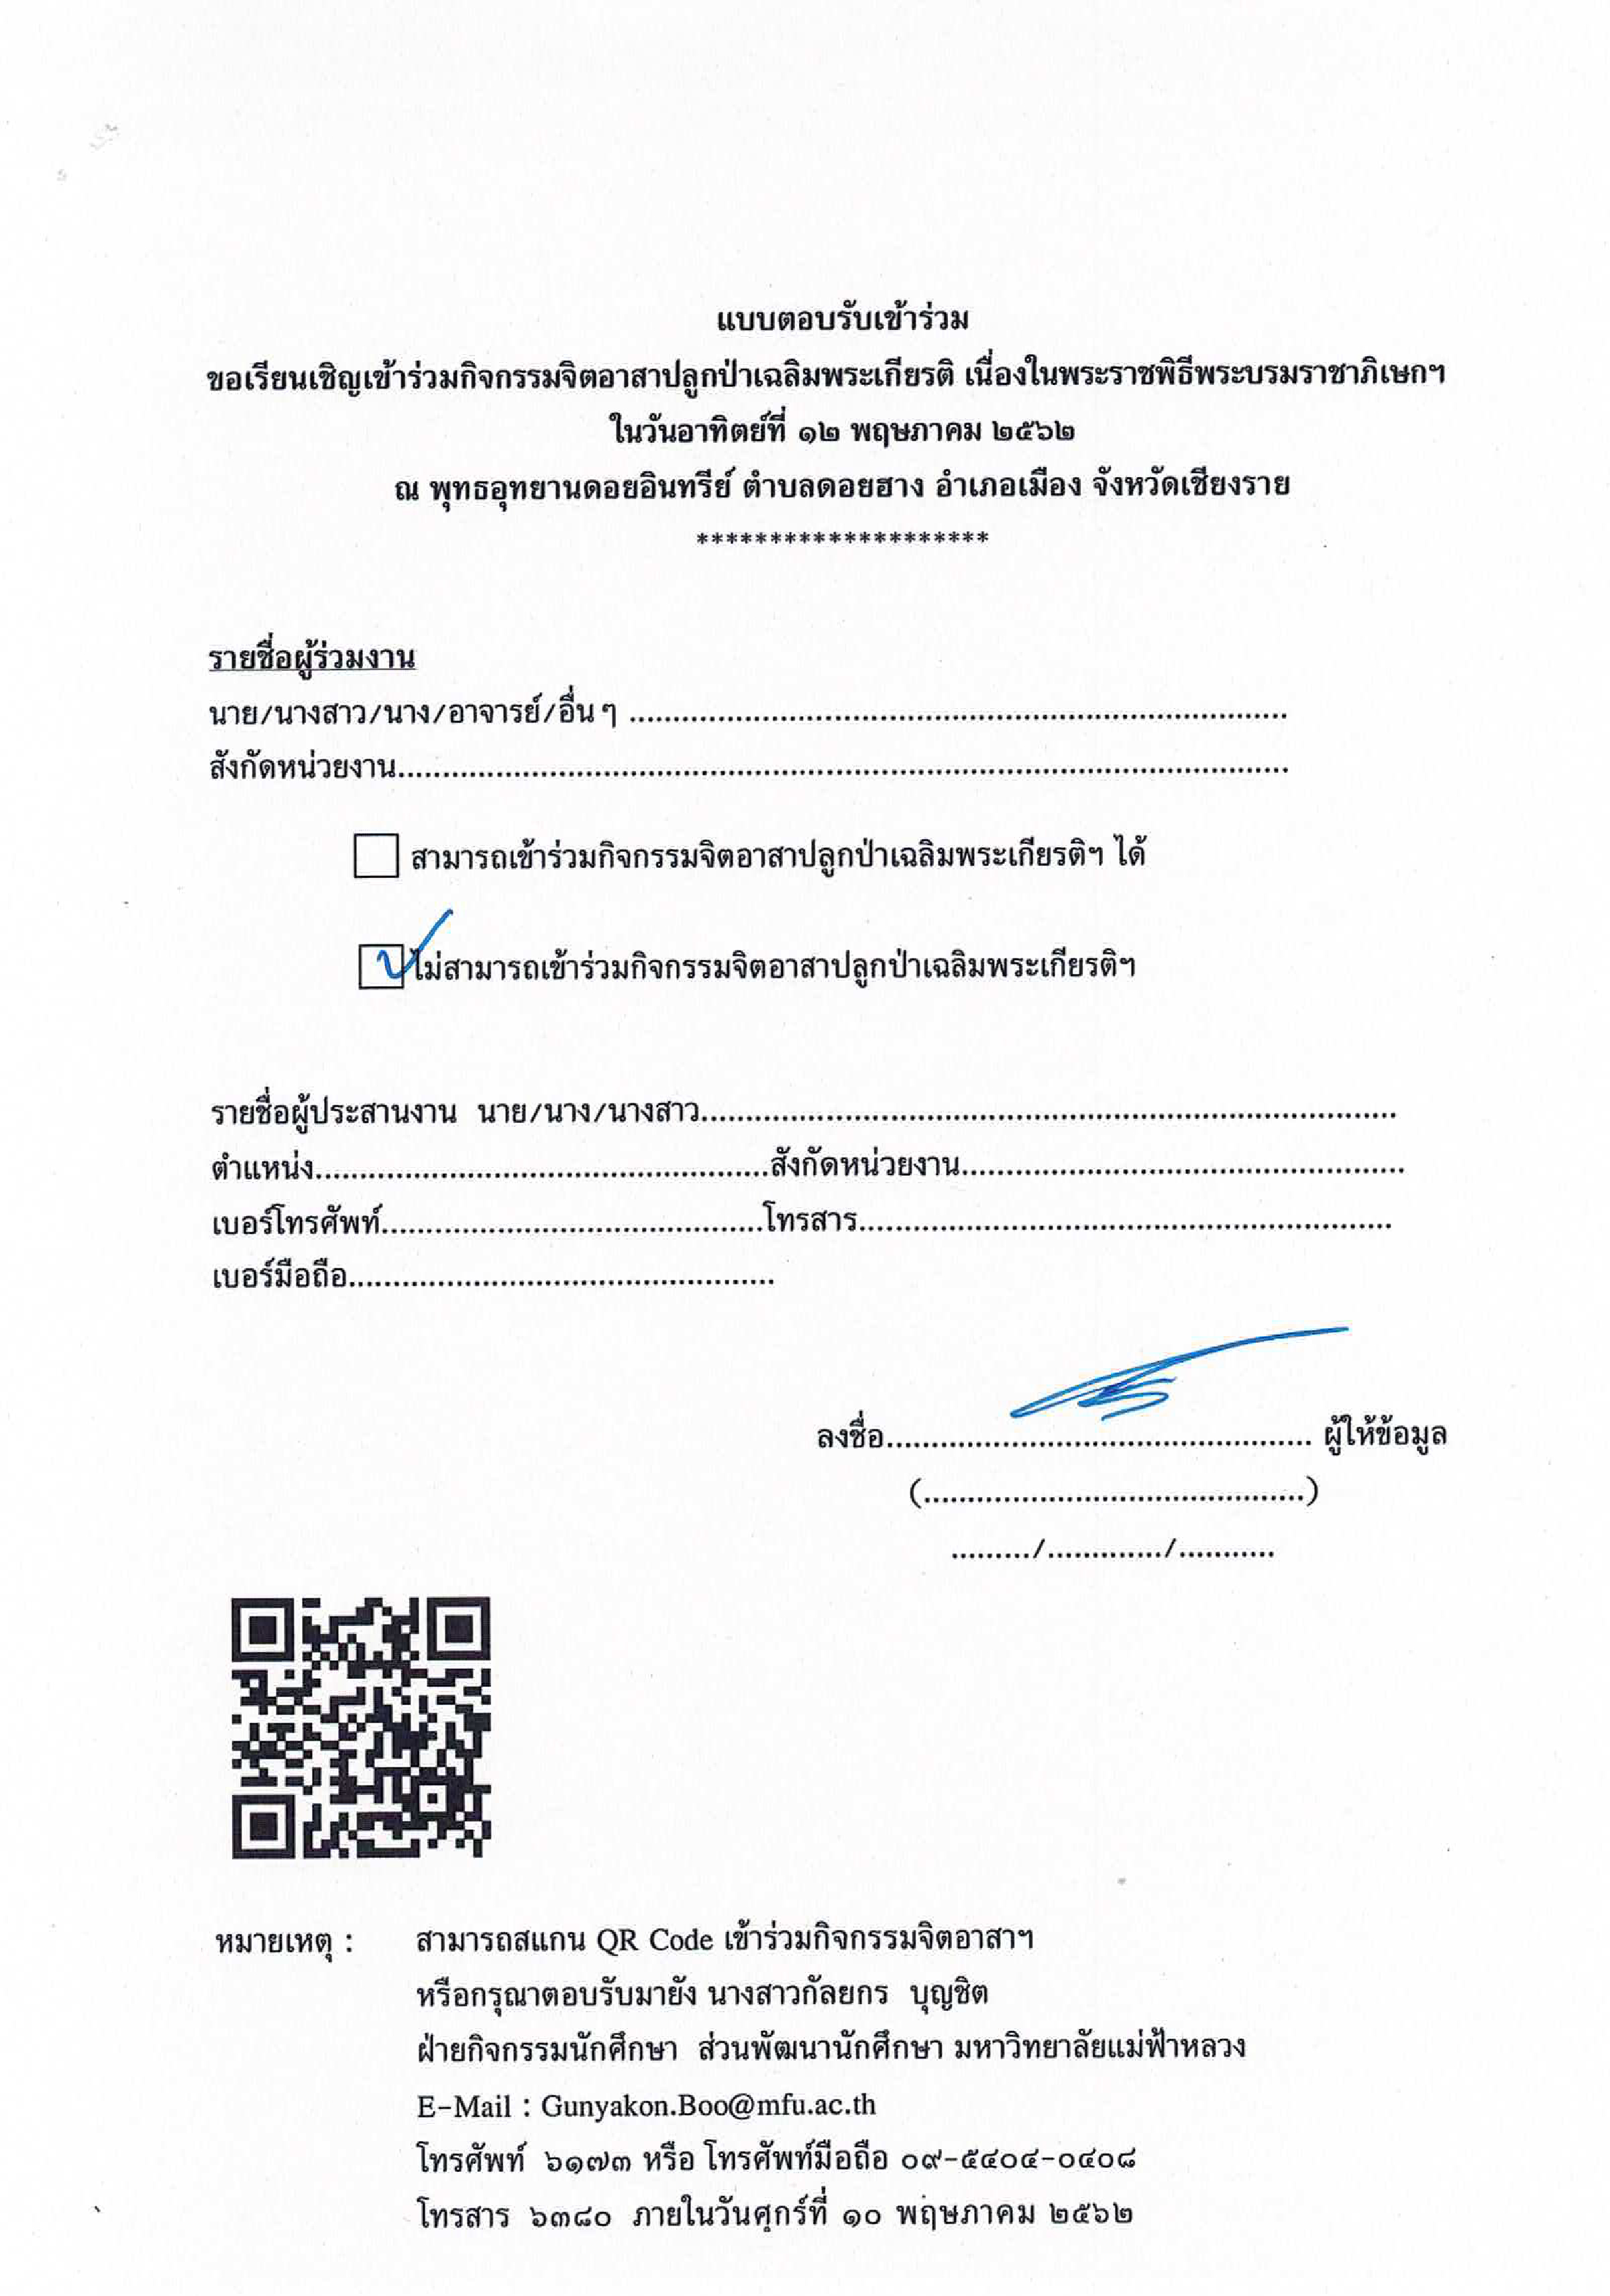 แบบตอบรับเข้าร่วม
ขอเรียนเชิญเข้าร่วมกิจกรรมจิตอาสาปลูกป่าเฉลิมพระเกียรติ เนื่องในพระราชพิธีพระบรมราชาภิเษกฯ
ในวันอาทิตย์ที่ ๑๒ พฤษภาคม ๒๕๖๒
ณ พุทธอุทยานดอยอินทรีย์ ตำบลดอยฮาง อำเภอเมือง จังหวัดเชียงราย
********************
รายชื่อผู้ร่วมงาน
นาย/นางสาว/นาง/อาจารย์/อื่น ๆ ...........................................................................
สังกัดหน่วยงาน.....................................................................................................
สามารถเข้าร่วมกิจกรรมจิตอาสาปลูกป่าเฉลิมพระเกียรติฯ ได้
ไม่สามารถเข้าร่วมกิจกรรมจิตอาสาปลูกป่าเฉลิมพระเกียรติฯ
รายชื่อผู้ประสานงาน นาย/นาง/นางสาว...............................................................................
ตำแหน่ง...................................................สังกัดหน่วยงาน..................................................
เบอร์โทรศัพท์...........................................โทรสาร............................................................
เบอร์มือถือ................................................
ลงชื่อ................................................ ผู้ให้ข้อมูล
(...........................................)
........./............./...........
หมายเหตุ : สามารถสแกน QR Code เข้าร่วมกิจกรรมจิตอาสาฯ
หรือกรุณาตอบรับมายัง นางสาวกัลยกร บุญชิต
ฝ่ายกิจกรรมนักศึกษา ส่วนพัฒนานักศึกษา มหาวิทยาลัยแม่ฟ้าหลวง
E-Mail : Gunyakon.Boo@mfu.ac.th
โทรศัพท์ ๖๑๗๓ หรือ โทรศัพท์มือถือ ๐๙-๕๔๐๔-๐๔๐๘
โทรสาร ๖๓๘๐ ภายในวันศุกร์ที่ ๑๐ พฤษภาคม ๒๕๖๒